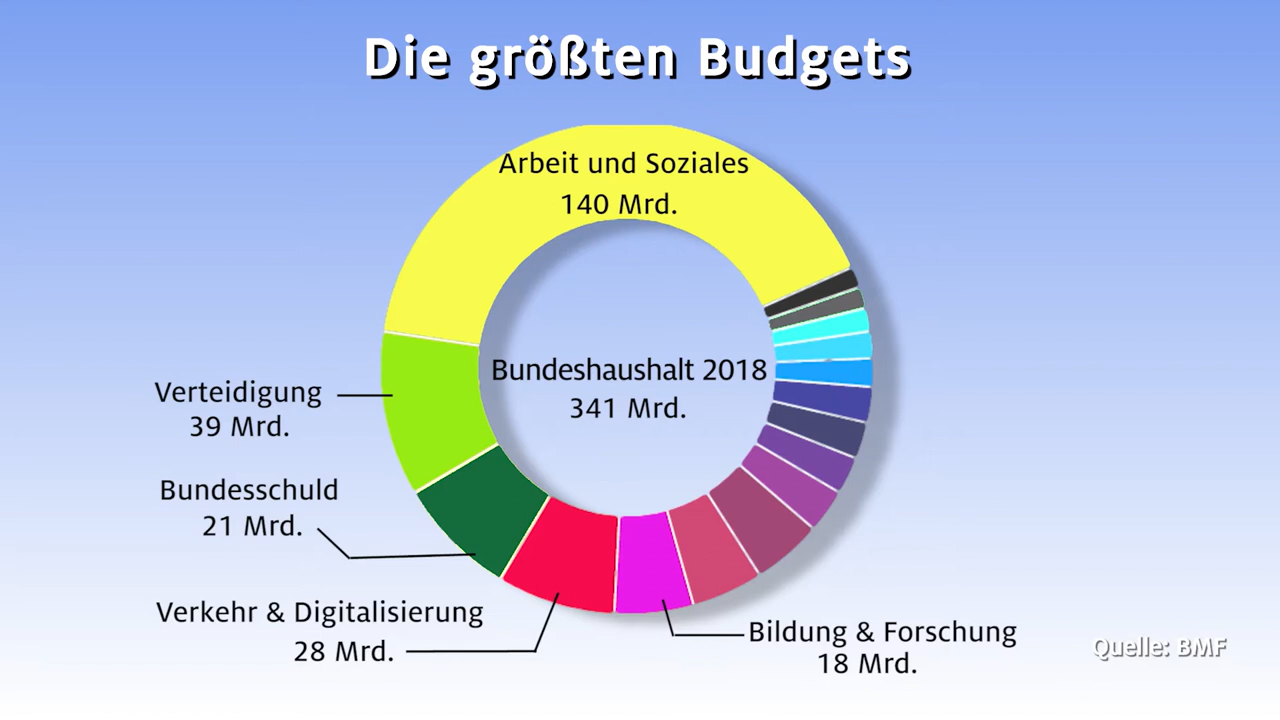 Die größten Budgets
Arbeit und Soziales
140 Mrd.
Bundeshaushalt 2018
341 Mrd.
Verteidigung
39 Mrd.
Bundesschuld
21 Mrd.
Verkehr & Digitalisierung
28 Mrd.
Bildung & Forschung
18 Mrd.
Quelle: BMF